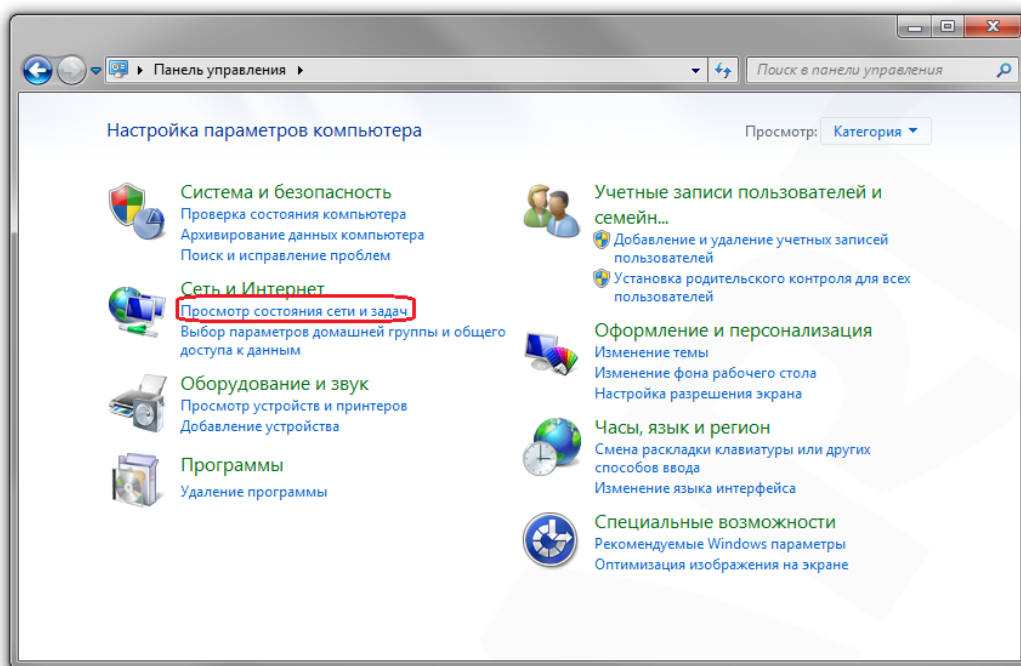 Панель управления
Поиск в панели управления
Настройка параметров компьютера
Просмотр: Категория
Система и безопасность
Проверка состояния компьютера
Архивирование данных компьютера
Поиск и исправление проблем
Сеть и Интернет
Просмотр состояния сети и задач
Выбор параметров домашней группы и общего
доступа к данным
Оборудование и звук
Просмотр устройств и принтеров
Добавление устройства
Программы
Удаление программы
Учетные записи пользователей и
семейн...
Добавление и удаление учетных записей
пользователей
Установка родительского контроля для всех
пользователей
Оформление и персонализация
Изменение темы
Изменение фона рабочего стола
Настройка разрешения экрана
Часы, язык и регион
Смена раскладки клавиатуры или других
способов ввода
Изменение языка интерфейса
Специальные возможности
Рекомендуемые Windows параметры
Оптимизация изображения на экране